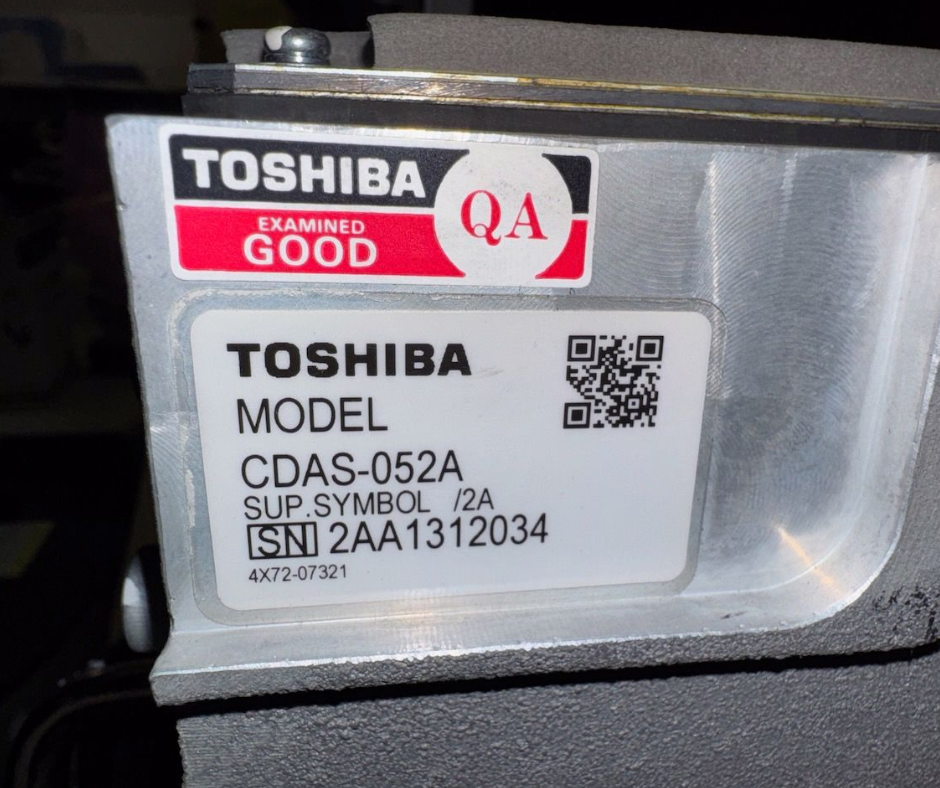 TOSHIBA
EXAMINED
GOOD
QA
TOSHIBA
MODEL
CDAS-052A
SUP.SYMBOL /2A
SN 2AA1312034
4X72-07321